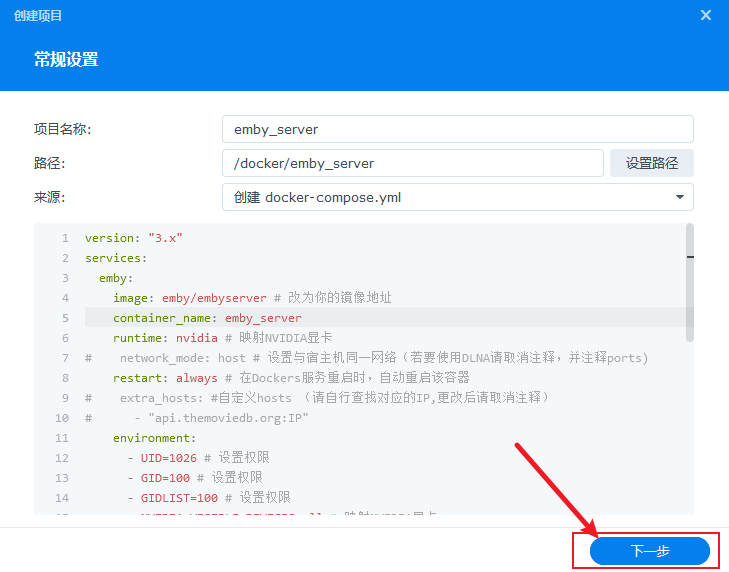 创建项目
常规设置
项目名称: emby_server
路径: /docker/emby_server 设置路径
来源: 创建 docker-compose.yml
1 version: "3.x"
2 services:
3 emby:
4 image: emby/embyserver # 改为你的镜像地址
5 container_name: emby_server
6 runtime: nvidia # 映射NVIDIA显卡
7 # network_mode: host # 设置与宿主机同一网络（若要使用DLNA请取消注释，并注释ports)
8 restart: always # 在Dockers服务重启时，自动重启该容器
9 # extra_hosts: #自定义hosts （请自行查找对应的IP,更改后请取消注释）
10 # - "api.themoviedb.org:IP"
11 environment:
12 - UID=1026 # 设置权限
13 - GID=100 # 设置权限
14 - GIDLIST=100 # 设置权限
下一步